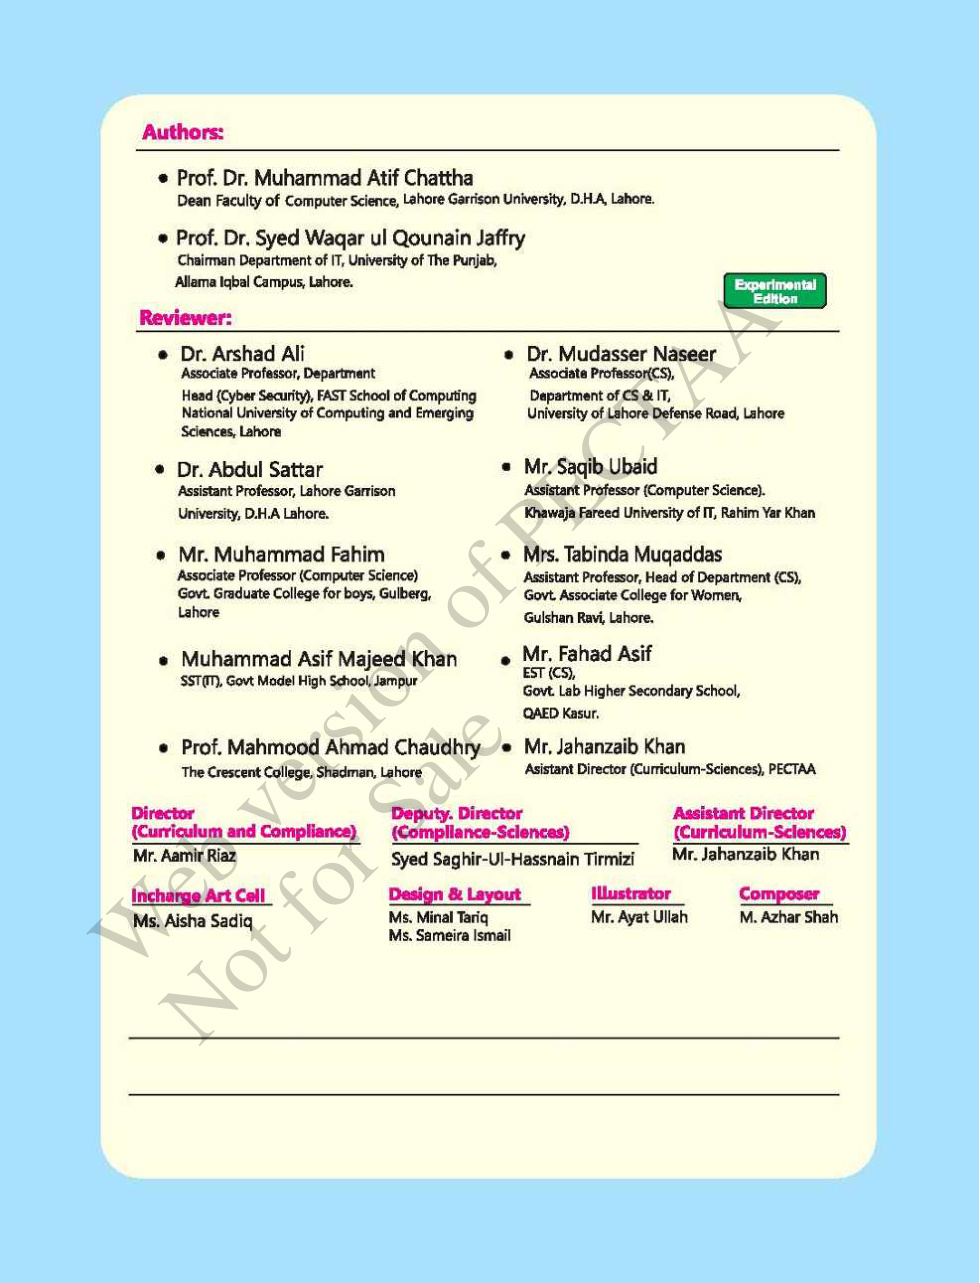 Authors:
• Prof. Dr. Muhammad Atif Chattha
Dean Faculty of Computer Science, Lahore Garrison University, D.H.A, Lahore.
• Prof. Dr. Syed Waqar ul Qounain Jaffry
Chairman Department of IT, University of The Punjab,
Allama Iqbal Campus, Lahore.
Experimental
Edition
Reviewer:
• Dr. Arshad Ali
Associate Professor, Department
Head (Cyber Security), FAST School of Computing
National University of Computing and Emerging
Sciences, Lahore
• Dr. Mudasser Naseer
Associate Professor(CS),
Department of CS & IT,
University of Lahore Defense Road, Lahore
• Dr. Abdul Sattar
Assistant Professor, Lahore Garrison
University, D.H.A Lahore.
• Mr. Saqib Ubaid
Assistant Professor (Computer Science).
Khawaja Fareed University of IT, Rahim Yar Khan
• Mr. Muhammad Fahim
Associate Professor (Computer Science)
Govt. Graduate College for boys, Gulberg,
Lahore
• Mrs. Tabinda Muqaddas
Assistant Professor, Head of Department (CS),
Govt. Associate College for Women,
Gulshan Ravi, Lahore.
• Muhammad Asif Majeed Khan
SST(IT), Govt Model High School, Jampur
• Mr. Fahad Asif
EST (CS),
Govt. Lab Higher Secondary School,
QAED Kasur.
• Prof. Mahmood Ahmad Chaudhry
The Crescent College, Shadman, Lahore
• Mr. Jahanzaib Khan
Asistant Director (Curriculum-Sciences), PECTAA
Director
(Curriculum and Compliance)
Mr. Aamir Riaz
Deputy. Director
(Compliance-Sciences)
Syed Saghir-Ul-Hassnain Tirmizi
Assistant Director
(Curriculum-Sciences)
Mr. Jahanzaib Khan
Incharge Art Cell
Ms. Aisha Sadiq
Design & Layout
Ms. Minal Tariq
Ms. Sameira Ismail
Illustrator
Mr. Ayat Ullah
Composer
M. Azhar Shah
Web version of PECTAA
Not for Sale